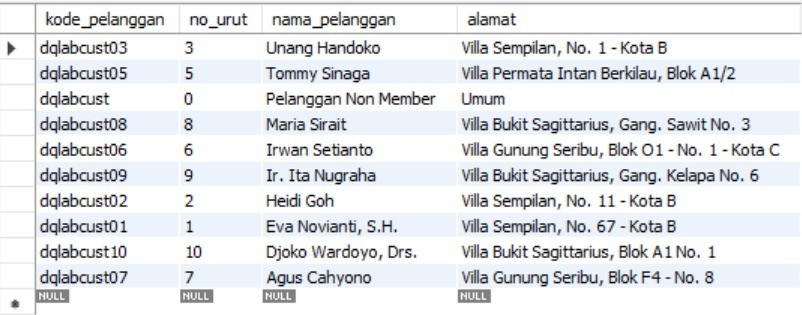 kode_pelanggan no_urut nama_pelanggan alamat
dqlabcust03 3 Unang Handoko Villa Sempilan, No. 1 - Kota B
dqlabcust05 5 Tommy Sinaga Villa Permata Intan Berkilau, Blok A1/2
dqlabcust 0 Pelanggan Non Member Umum
dqlabcust08 8 Maria Sirait Villa Bukit Sagittarius, Gang. Sawit No. 3
dqlabcust06 6 Irwan Setianto Villa Gunung Seribu, Blok O1 - No. 1 - Kota C
dqlabcust09 9 Ir. Ita Nugraha Villa Bukit Sagittarius, Gang. Kelapa No. 6
dqlabcust02 2 Heidi Goh Villa Sempilan, No. 11 - Kota B
dqlabcust01 1 Eva Novianti, S.H. Villa Sempilan, No. 67 - Kota B
dqlabcust10 10 Djoko Wardoyo, Drs. Villa Bukit Sagittarius, Blok A1 No. 1
dqlabcust07 7 Agus Cahyono Villa Gunung Seribu, Blok F4 - No. 8
NULL NULL NULL NULL